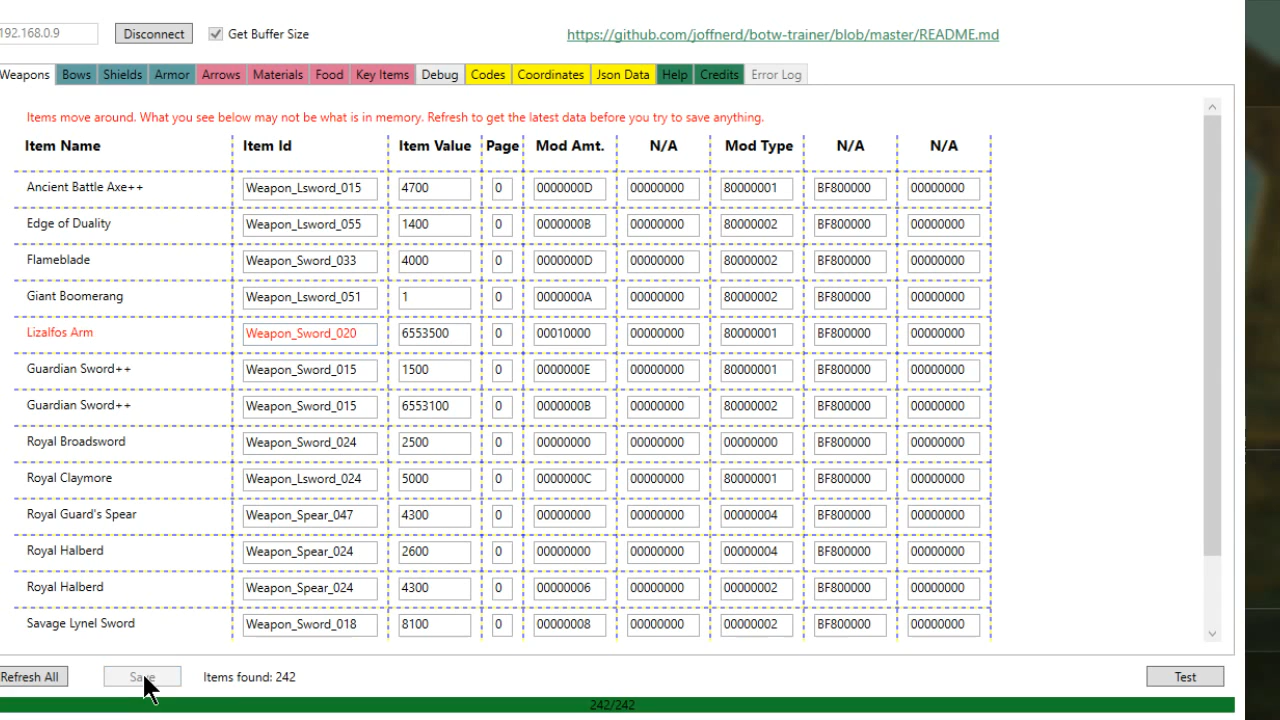 192.168.0.9 Disconnect Get Buffer Size https://github.com/joffnerd/botw-trainer/blob/master/README.md
Weapons Bows Shields Armor Arrows Materials Food Key Items Debug Codes Coordinates Json Data Help Credits Error Log
Items move around. What you see below may not be what is in memory. Refresh to get the latest data before you try to save anything.
Item Name Item Id Item Value Page Mod Amt. N/A Mod Type N/A N/A
Ancient Battle Axe++ Weapon_Lsword_015 4700 0 0000000D 00000000 80000001 BF800000 00000000
Edge of Duality Weapon_Lsword_055 1400 0 0000000B 00000000 80000002 BF800000 00000000
Flameblade Weapon_Sword_033 4000 0 0000000D 00000000 80000002 BF800000 00000000
Giant Boomerang Weapon_Lsword_051 1 0 0000000A 00000000 80000002 BF800000 00000000
Lizalfos Arm Weapon_Sword_020 6553500 0 00010000 00000000 80000001 BF800000 00000000
Guardian Sword++ Weapon_Sword_015 1500 0 0000000E 00000000 80000001 BF800000 00000000
Guardian Sword++ Weapon_Sword_015 6553100 0 0000000B 00000000 80000002 BF800000 00000000
Royal Broadsword Weapon_Sword_024 2500 0 00000000 00000000 00000000 BF800000 00000000
Royal Claymore Weapon_Lsword_024 5000 0 0000000C 00000000 80000001 BF800000 00000000
Royal Guard's Spear Weapon_Spear_047 4300 0 00000000 00000000 00000004 BF800000 00000000
Royal Halberd Weapon_Spear_024 2600 0 00000000 00000000 00000004 BF800000 00000000
Royal Halberd Weapon_Spear_024 4300 0 00000006 00000000 00000002 BF800000 00000000
Savage Lynel Sword Weapon_Sword_018 8100 0 00000008 00000000 00000002 BF800000 00000000
Refresh All Save Items found: 242 Test
242/242